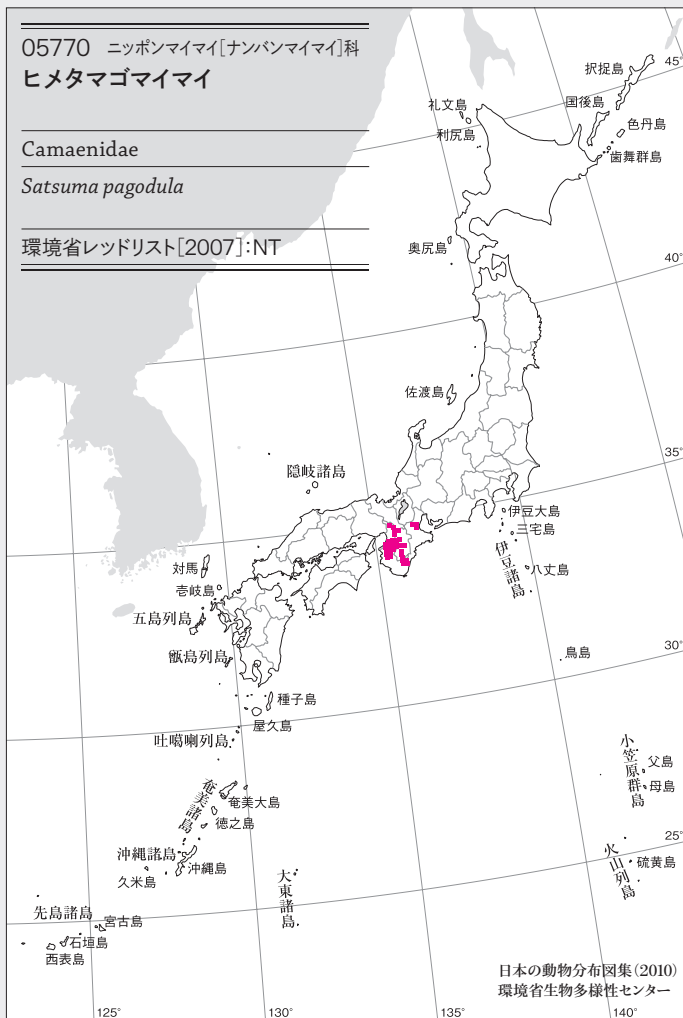 05770 ニッポンマイマイ[ナンバンマイマイ]科
ヒメタマゴマイマイ
Camaenidae
Satsuma pagodula
環境省レッドリスト[2007]:NT
45°
択捉島
礼文島
国後島
色丹島
利尻島
歯舞群島
奥尻島
40°
佐渡島
35°
隠岐諸島
伊豆大島
三宅島
伊豆諸島
八丈島
対馬
壱岐島
五島列島
甑島列島
鳥島
30°
種子島
屋久島
吐噶喇列島
小笠原群島
父島
母島
奄美諸島
奄美大島
徳之島
25°
沖縄諸島
沖縄島
久米島
火山列島
硫黄島
大東諸島
先島諸島
宮古島
石垣島
西表島
日本の動物分布図集(2010)
環境省生物多様性センター
125°
130°
135°
140°